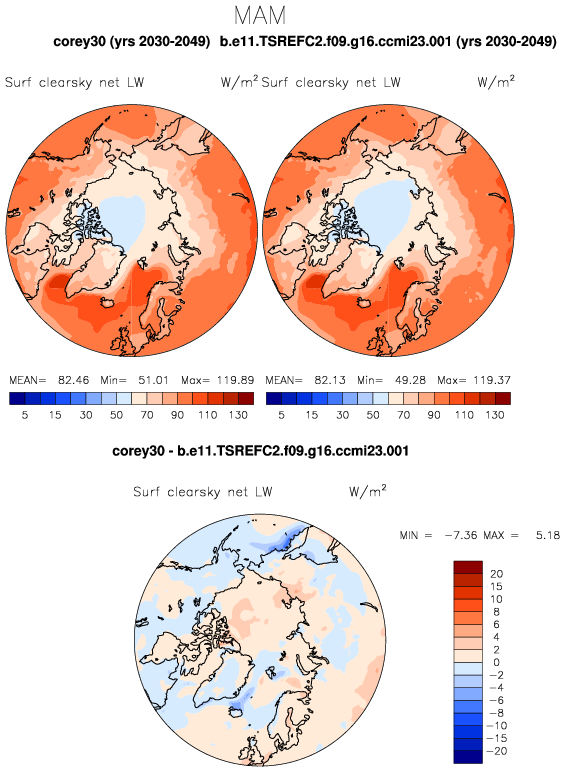 MAM
corey30 (yrs 2030-2049) b.e11.TSREFC2.f09.g16.ccmi23.001 (yrs 2030-2049)
Surf clearsky net LW W/m² Surf clearsky net LW W/m²
MEAN= 82.46 Min= 51.01 Max= 119.89 MEAN= 82.13 Min= 49.28 Max= 119.37
5 15 30 50 70 90 110 130 5 15 30 50 70 90 110 130
corey30 - b.e11.TSREFC2.f09.g16.ccmi23.001
Surf clearsky net LW W/m²
MIN = -7.36 MAX = 5.18
20
15
10
8
6
4
2
0
-2
-4
-6
-8
-10
-15
-20